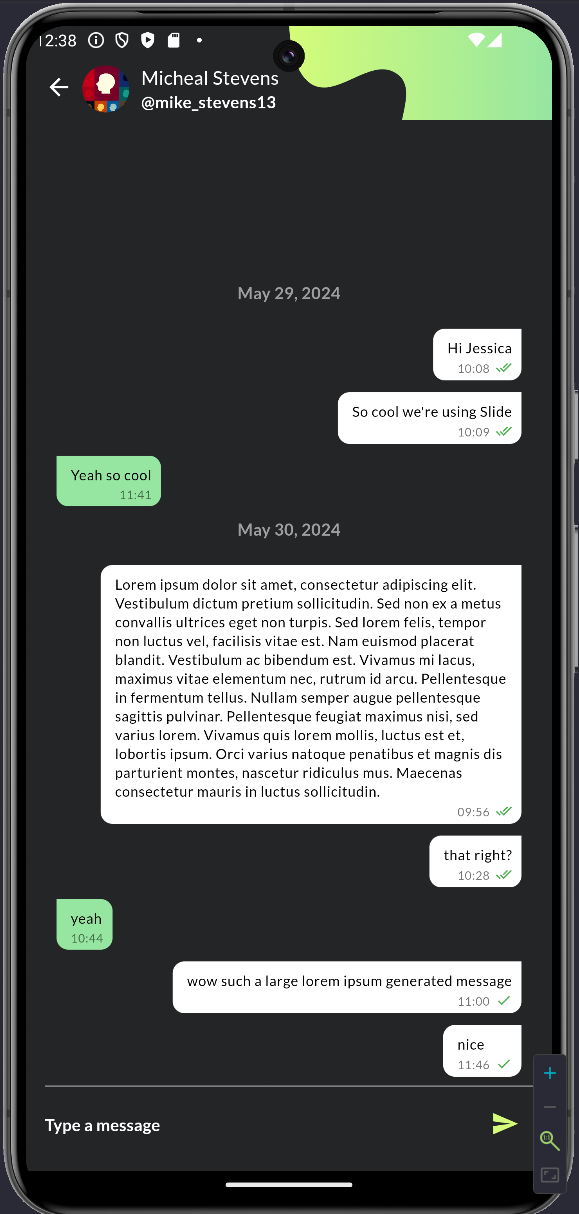 12:38
Micheal Stevens
@mike_stevens13
May 29, 2024
Hi Jessica
10:08
So cool we're using Slide
10:09
Yeah so cool
11:41
May 30, 2024
Lorem ipsum dolor sit amet, consectetur adipiscing elit.
Vestibulum dictum pretium sollicitudin. Sed non ex a metus
convallis ultrices eget non turpis. Sed lorem felis, tempor
non luctus vel, facilisis vitae est. Nam euismod placerat
blandit. Vestibulum ac bibendum est. Vivamus mi lacus,
maximus vitae elementum nec, rutrum id arcu. Pellentesque
in fermentum tellus. Nullam semper augue pellentesque
sagittis pulvinar. Pellentesque feugiat maximus nisi, sed
varius lorem. Vivamus quis lorem mollis, luctus est et,
lobortis ipsum. Orci varius natoque penatibus et magnis dis
parturient montes, nascetur ridiculus mus. Maecenas
consectetur mauris in luctus sollicitudin.
09:56
that right?
10:28
yeah
10:44
wow such a large lorem ipsum generated message
11:00
nice
11:46
Type a message
1:1